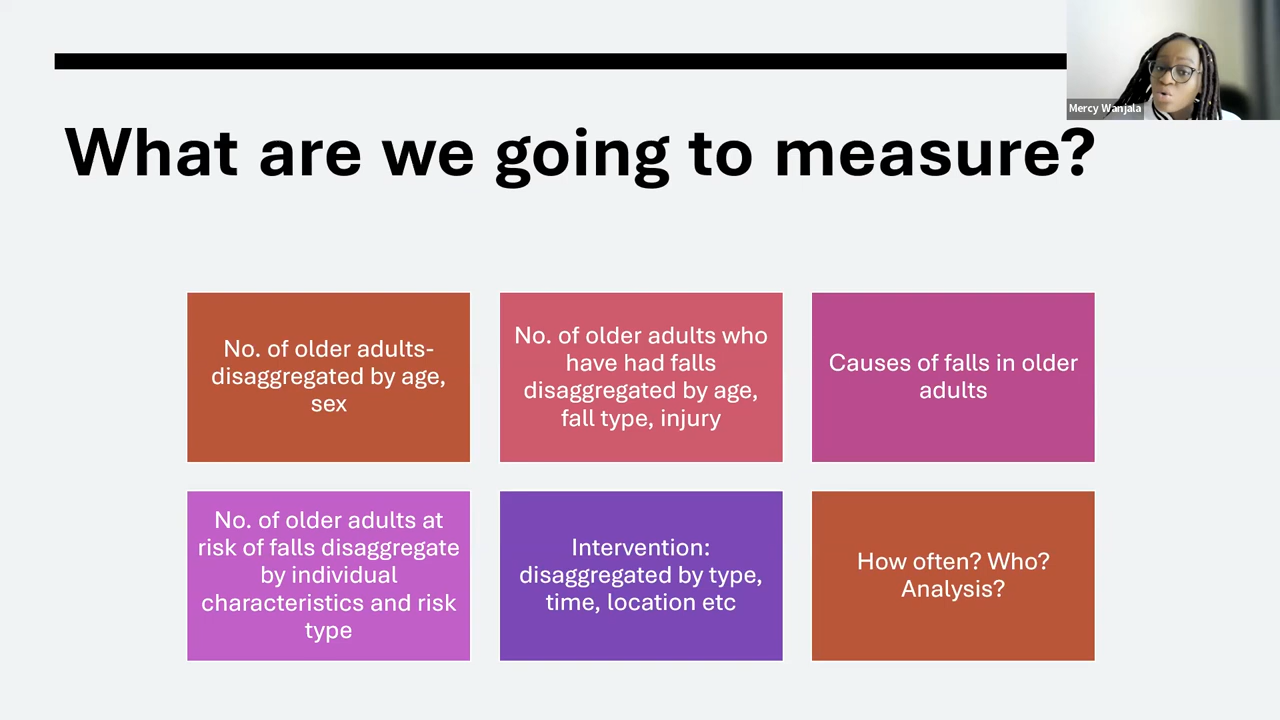 Mercy Wanjala
What are we going to measure?
No. of older adults-
disaggregated by age,
sex
No. of older adults who
have had falls
disaggregated by age,
fall type, injury
Causes of falls in older
adults
No. of older adults at
risk of falls disaggregate
by individual
characteristics and risk
type
Intervention:
disaggregated by type,
time, location etc
How often? Who?
Analysis?